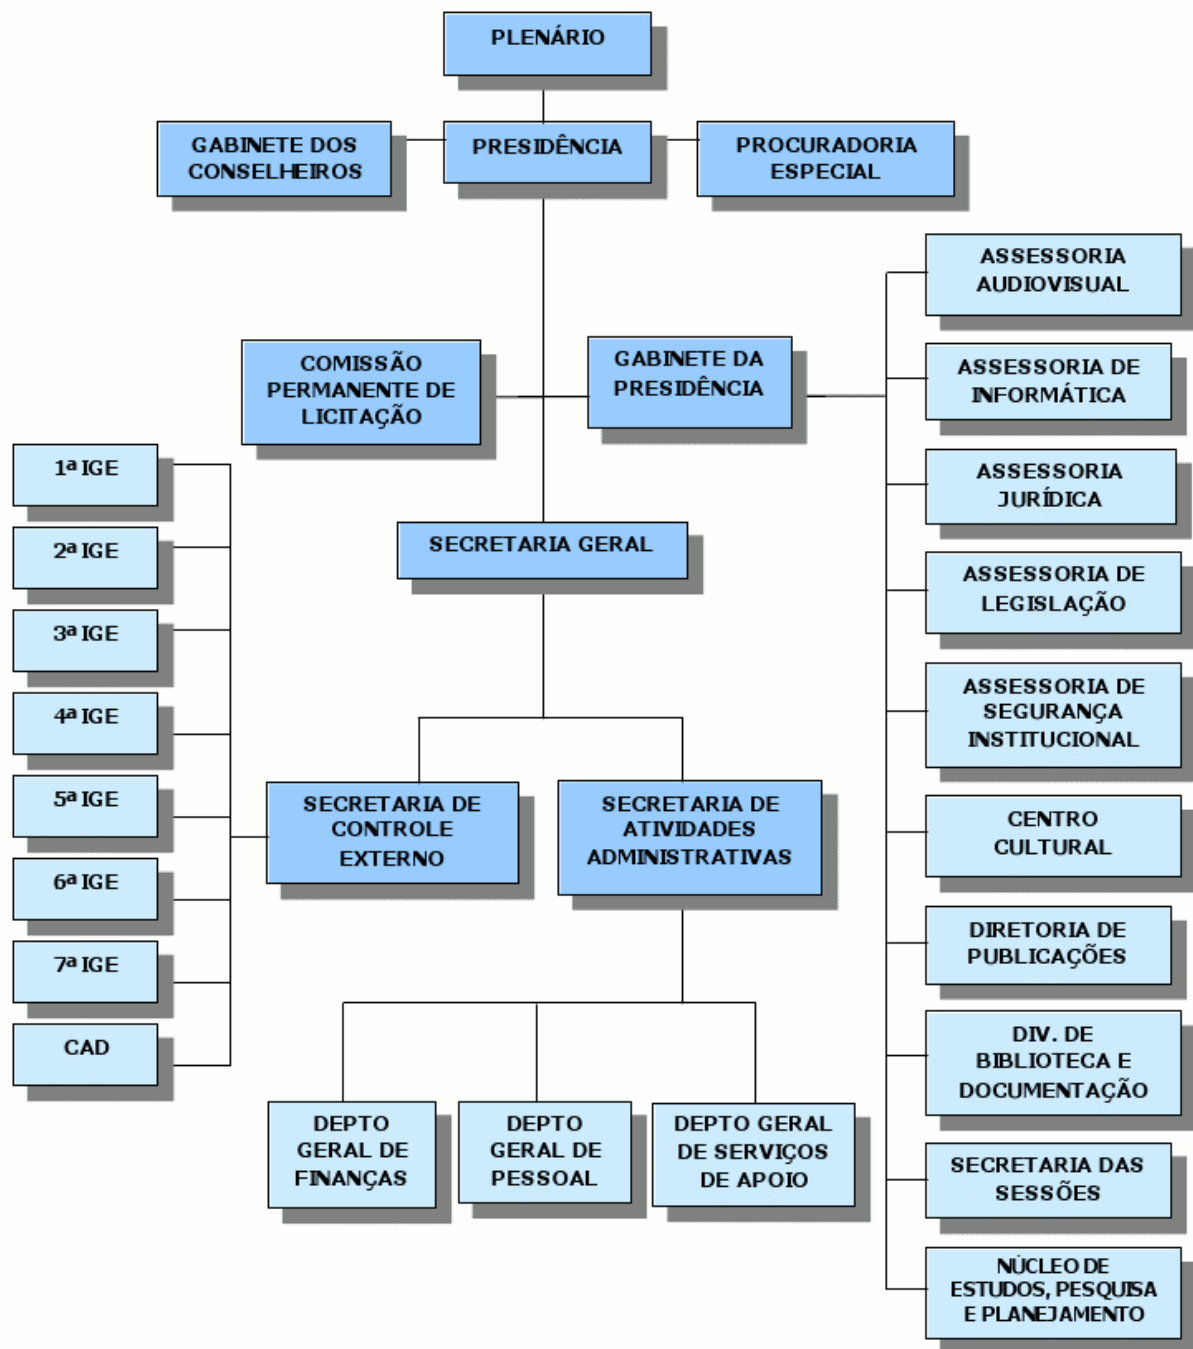 PLENÁRIO
GABINETE DOS
CONSELHEIROS
PRESIDÊNCIA
PROCURADORIA
ESPECIAL
COMISSÃO
PERMANENTE DE
LICITAÇÃO
GABINETE DA
PRESIDÊNCIA
ASSESSORIA
AUDIOVISUAL
ASSESSORIA DE
INFORMÁTICA
ASSESSORIA
JURÍDICA
ASSESSORIA DE
LEGISLAÇÃO
ASSESSORIA DE
SEGURANÇA
INSTITUCIONAL
CENTRO
CULTURAL
DIRETORIA DE
PUBLICAÇÕES
DIV. DE
BIBLIOTECA E
DOCUMENTAÇÃO
SECRETARIA DAS
SESSÕES
NÚCLEO DE
ESTUDOS, PESQUISA
E PLANEJAMENTO
SECRETARIA GERAL
1ª IGE
2ª IGE
3ª IGE
4ª IGE
5ª IGE
6ª IGE
7ª IGE
CAD
SECRETARIA DE
CONTROLE
EXTERNO
SECRETARIA DE
ATIVIDADES
ADMINISTRATIVAS
DEPTO
GERAL DE
FINANÇAS
DEPTO
GERAL DE
PESSOAL
DEPTO GERAL
DE SERVIÇOS
DE APOIO